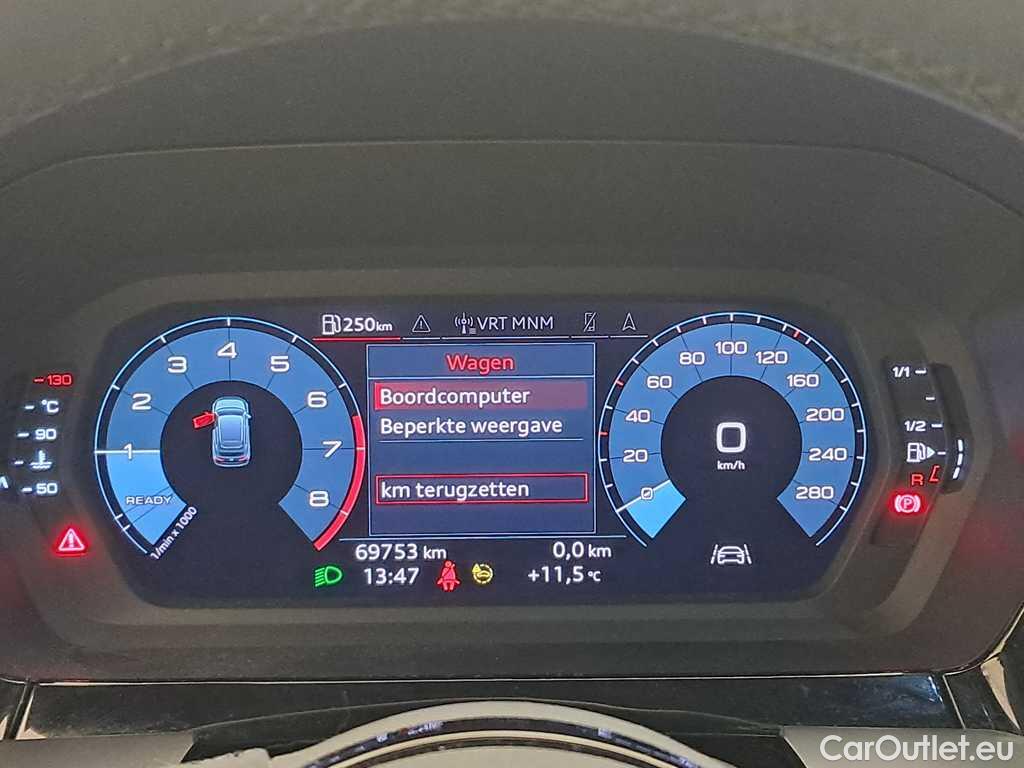 250km VRT MNM
Wagen
Boordcomputer
Beperkte weergave
km terugzetten
69753 km 0,0 km
13:47 +11,5 °C
1 2 3 4 5 6 7 8
READY
1/min x 1000
0 20 40 60 80 100 120 160 200 240 280
0
km/h
130
°C
90
50
1/1
1/2
R
P
CarOutlet.eu